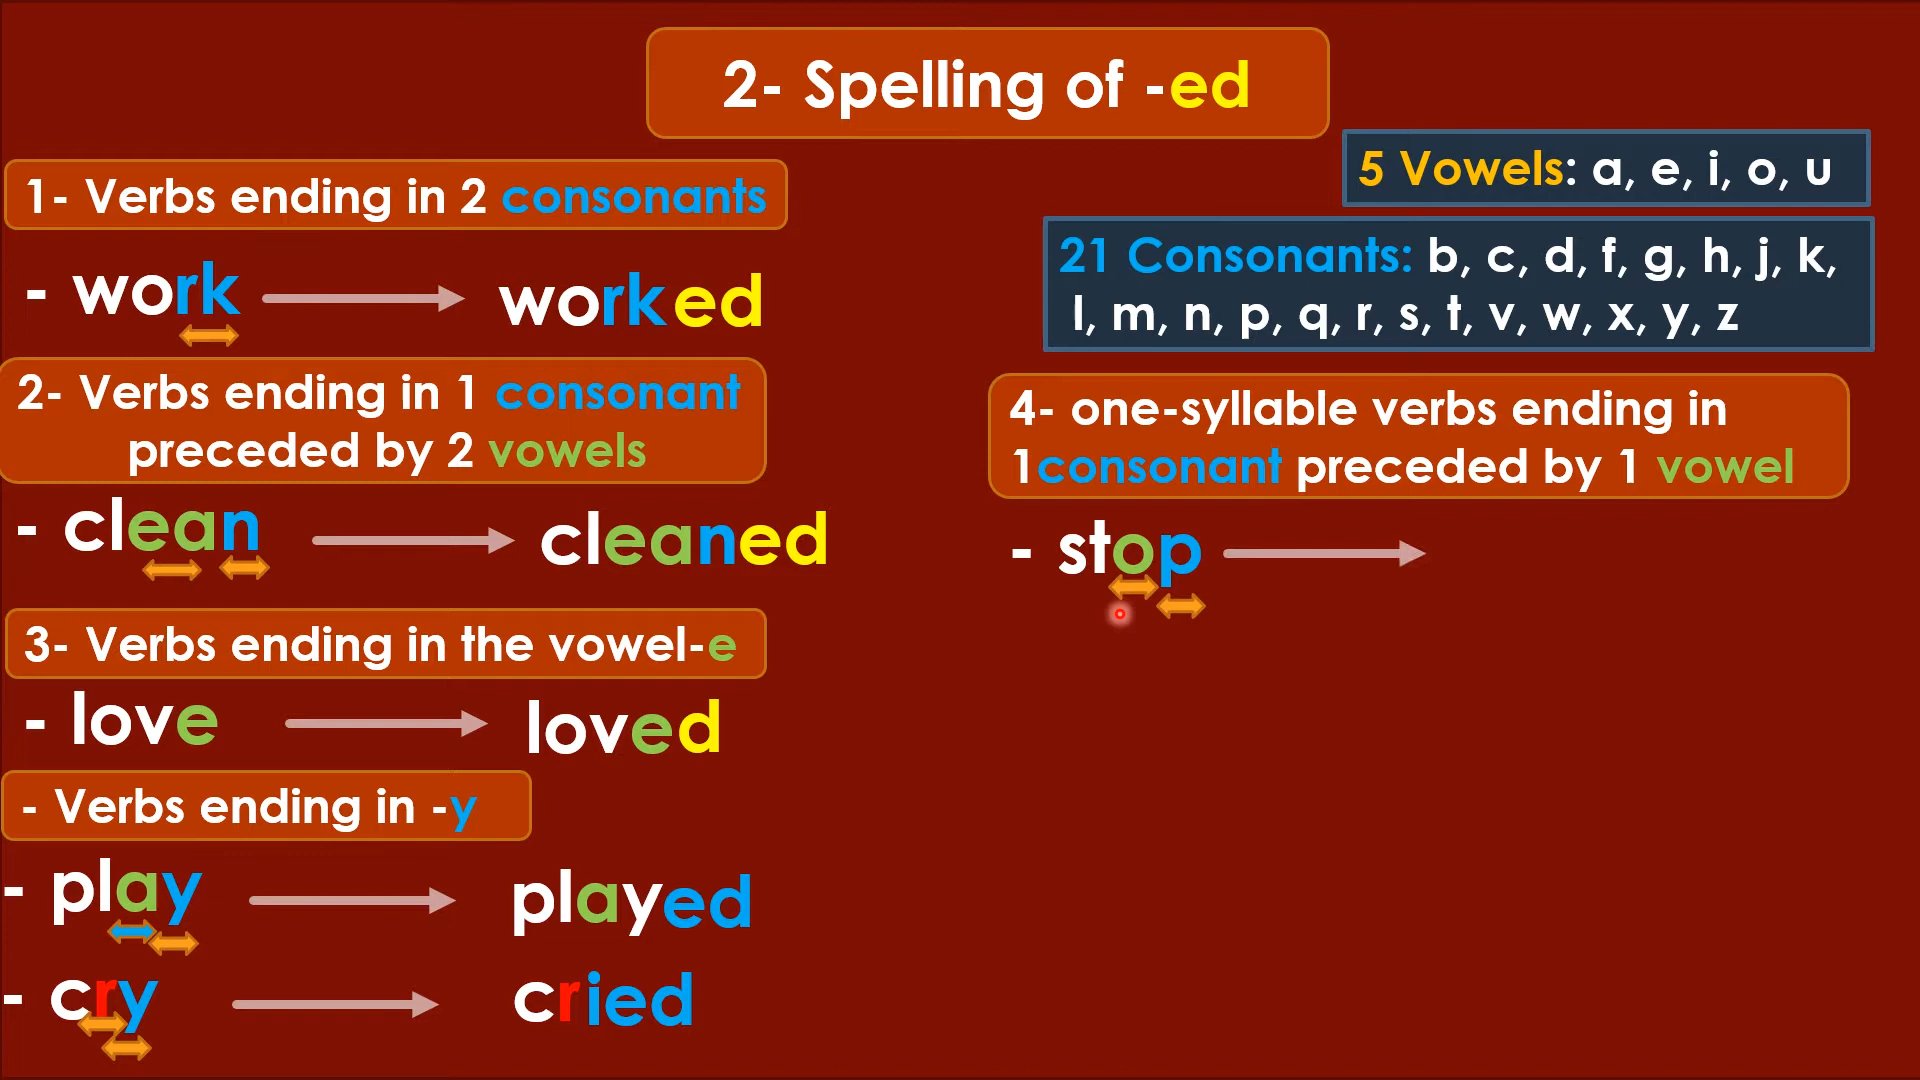 2- Spelling of -ed
5 Vowels: a, e, i, o, u
21 Consonants: b, c, d, f, g, h, j, k,
l, m, n, p, q, r, s, t, v, w, x, y, z
1- Verbs ending in 2 consonants
- work worked
2- Verbs ending in 1 consonant
preceded by 2 vowels
- clean cleaned
3- Verbs ending in the vowel-e
- love loved
- Verbs ending in -y
- play played
- cry cried
4- one-syllable verbs ending in
1consonant preceded by 1 vowel
- stop